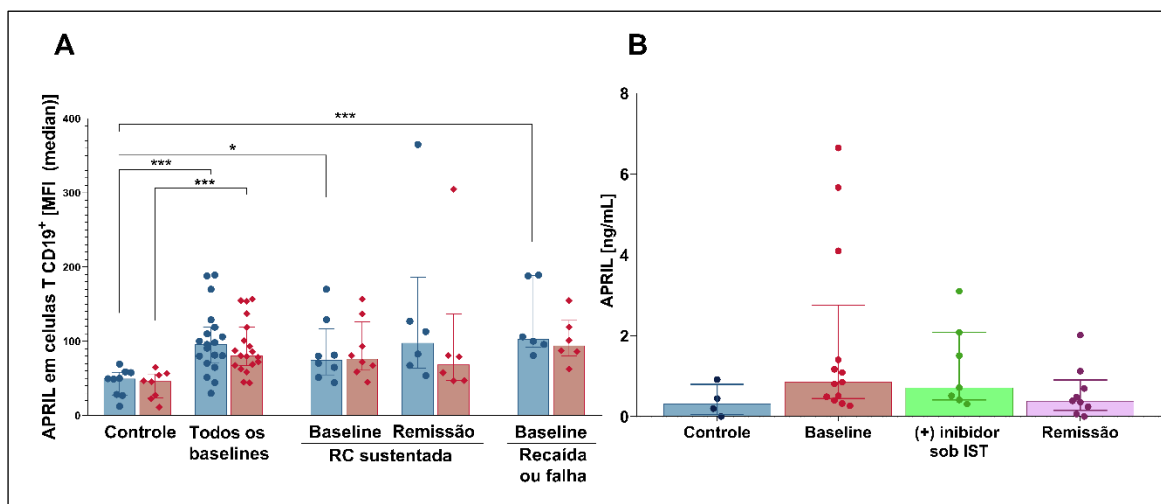 A
APRIL em celulas T CD19+ [MFI (median)]
400
300
200
100
0
***
*
***
***
Controle
Todos os
baselines
Baseline
Remissão
RC sustentada
Baseline
Recaída
ou falha
B
APRIL [ng/mL]
8
6
4
2
0
Controle
Baseline
(+) inibidor
sob IST
Remissão